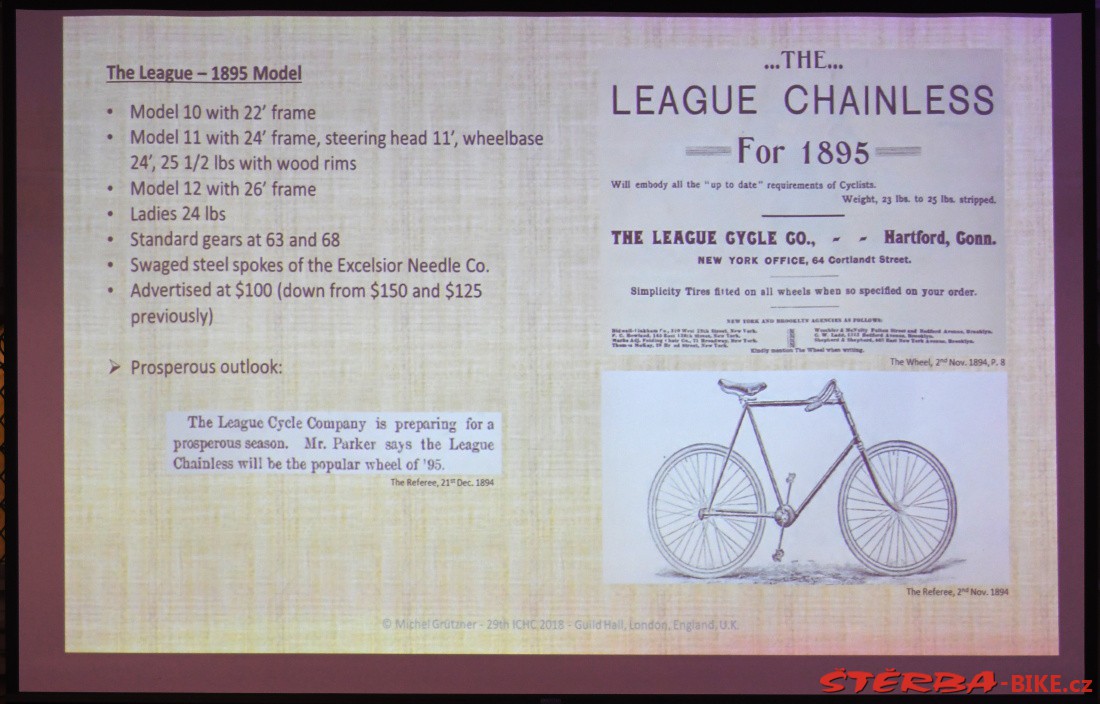 The League – 1895 Model
• Model 10 with 22’ frame
• Model 11 with 24’ frame, steering head 11’, wheelbase
24’, 25 1/2 lbs with wood rims
• Model 12 with 26’ frame
• Ladies 24 lbs
• Standard gears at 63 and 68
• Swaged steel spokes of the Excelsior Needle Co.
• Advertised at $100 (down from $150 and $125
previously)
➢ Prosperous outlook:
The League Cycle Company is preparing for a
prosperous season. Mr. Parker says the League
Chainless will be the popular wheel of '95.
The Referee, 21st Dec. 1894
...THE...
LEAGUE CHAINLESS
For 1895
Will embody all the "up to date" requirements of Cyclists.
Weight, 23 lbs. to 25 lbs. stripped.
THE LEAGUE CYCLE CO., - - Hartford, Conn.
NEW YORK OFFICE, 64 Cortlandt Street.
Simplicity Tires fitted on all wheels when so specified on your order.
NEW YORK AND BROOKLYN AGENCIES AS FOLLOWS:
Kindly mention The Wheel when writing.
The Wheel, 2nd Nov. 1894, P. 8
The Referee, 2nd Nov. 1894
© Michel Grützner - 29th ICHC 2018 - Guild Hall, London, England, U.K.
ŠTĚRBA-BIKE.cz